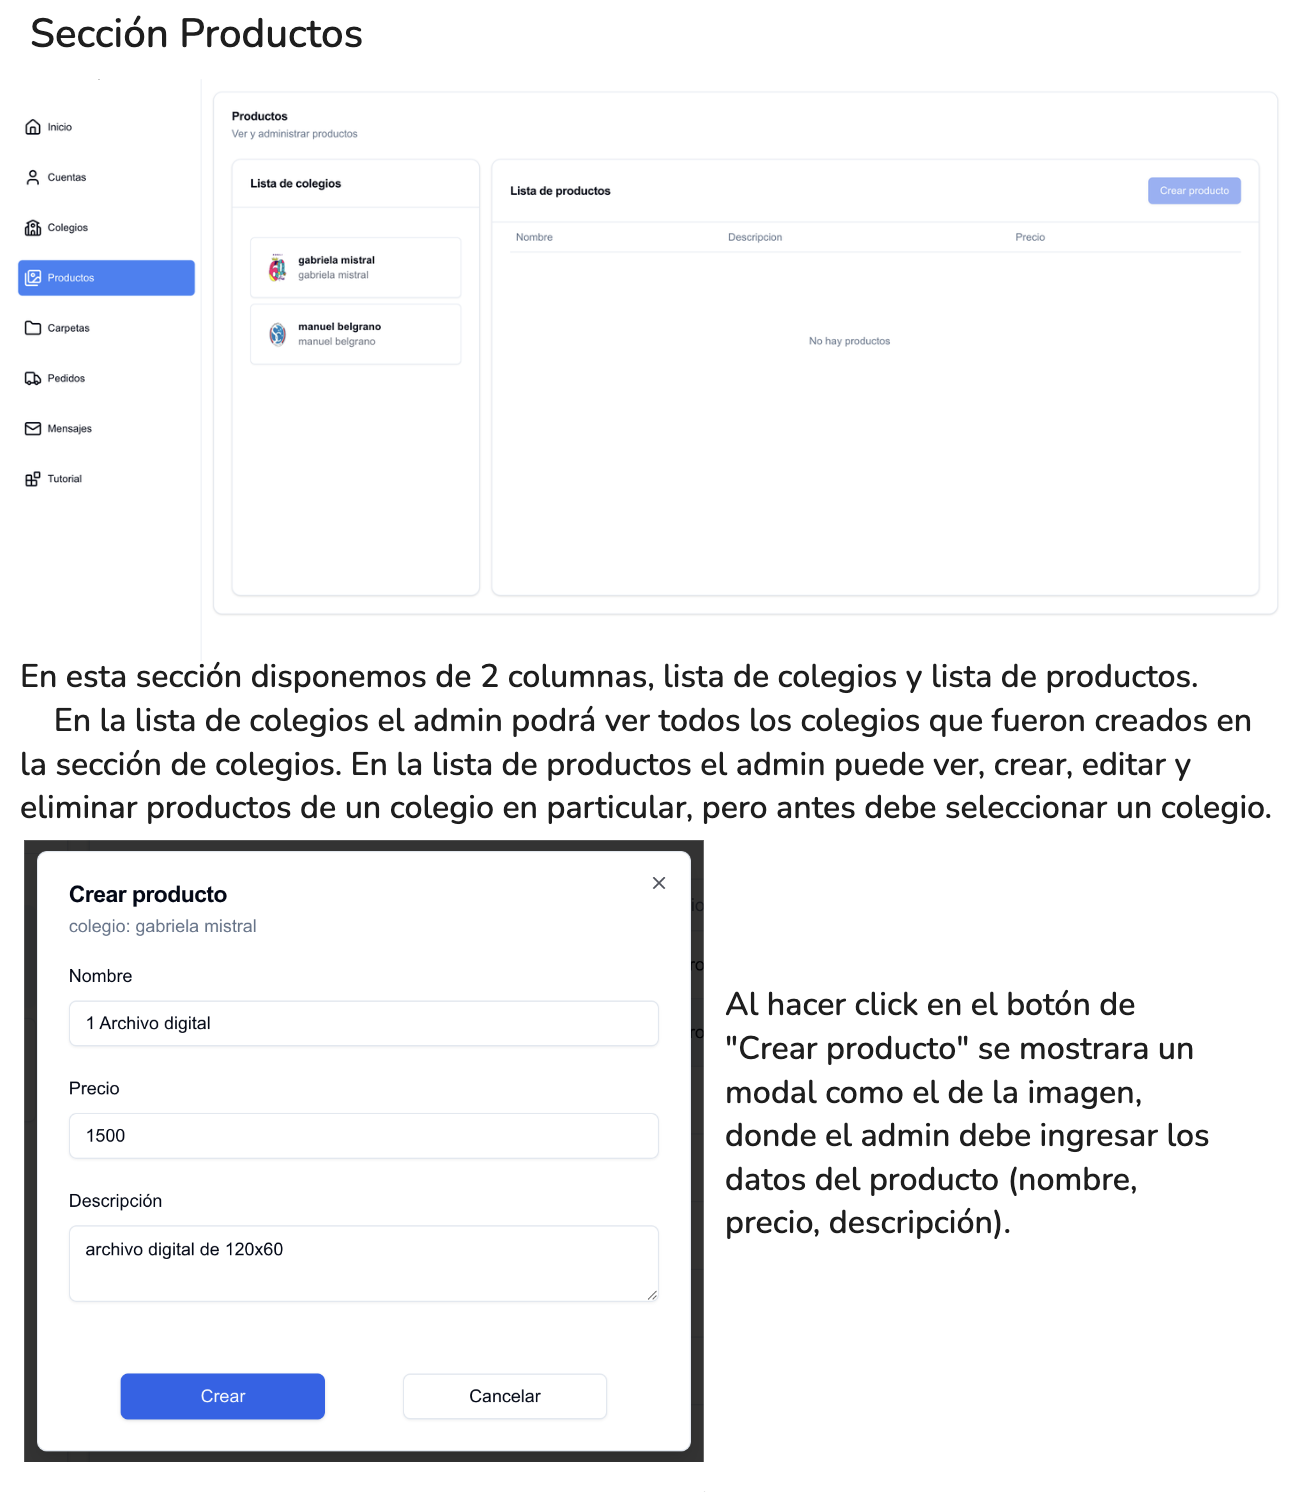 Sección Productos
Inicio
Cuentas
Colegios
Productos
Carpetas
Pedidos
Mensajes
Tutorial
Productos
Ver y administrar productos
Lista de colegios
gabriela mistral
gabriela mistral
manuel belgrano
manuel belgrano
Lista de productos
Crear producto
Nombre Descripcion Precio
No hay productos
En esta sección disponemos de 2 columnas, lista de colegios y lista de productos.
En la lista de colegios el admin podrá ver todos los colegios que fueron creados en
la sección de colegios. En la lista de productos el admin puede ver, crear, editar y
eliminar productos de un colegio en particular, pero antes debe seleccionar un colegio.
Crear producto
colegio: gabriela mistral
Nombre
1 Archivo digital
Precio
1500
Descripción
archivo digital de 120x60
Crear
Cancelar
Al hacer click en el botón de
"Crear producto" se mostrara un
modal como el de la imagen,
donde el admin debe ingresar los
datos del producto (nombre,
precio, descripción).